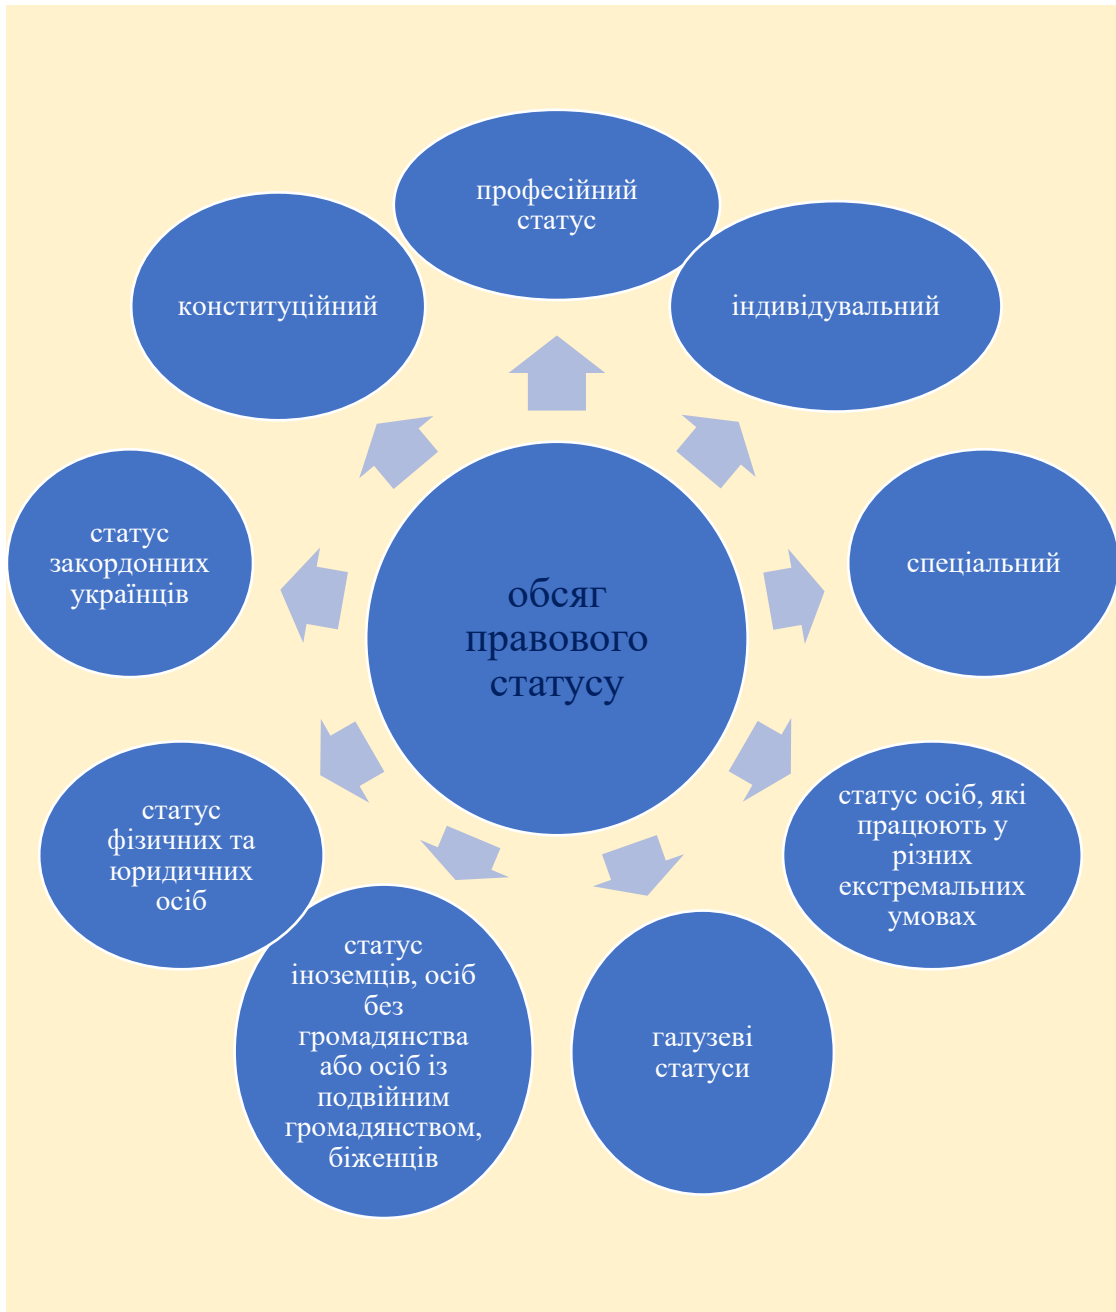 професійний
статус
конституційний
індивідувальний
статус
закордонних
українців
спеціальний
обсяг
правового
статусу
статус
фізичних та
юридичних
осіб
статус осіб, які
працюють у
різних
екстремальних
умовах
статус
іноземців, осіб
без
громадянства
або осіб із
подвійним
громадянством,
біженців
галузеві
статуси